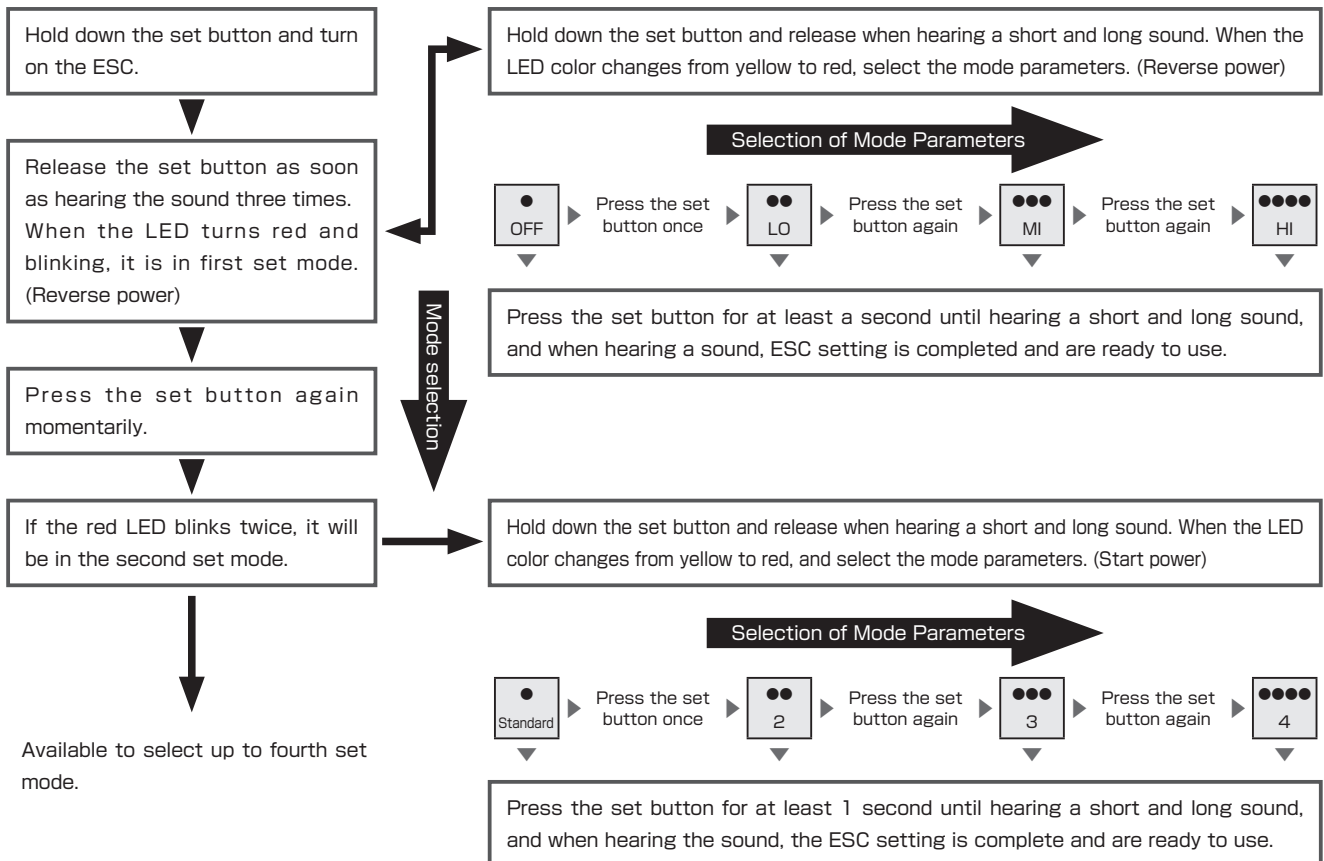 Hold down the set button and turn
on the ESC.
Release the set button as soon
as hearing the sound three times.
When the LED turns red and
blinking, it is in first set mode.
(Reverse power)
Press the set button again
momentarily.
If the red LED blinks twice, it will
be in the second set mode.
Available to select up to fourth set
mode.
Mode selection
Hold down the set button and release when hearing a short and long sound. When the
LED color changes from yellow to red, select the mode parameters. (Reverse power)
Selection of Mode Parameters
OFF
Press the set
button once
LO
Press the set
button again
MI
Press the set
button again
HI
Press the set button for at least a second until hearing a short and long sound,
and when hearing a sound, ESC setting is completed and are ready to use.
Hold down the set button and release when hearing a short and long sound. When the LED
color changes from yellow to red, and select the mode parameters. (Start power)
Selection of Mode Parameters
Standard
Press the set
button once
2
Press the set
button again
3
Press the set
button again
4
Press the set button for at least 1 second until hearing a short and long sound,
and when hearing the sound, the ESC setting is complete and are ready to use.